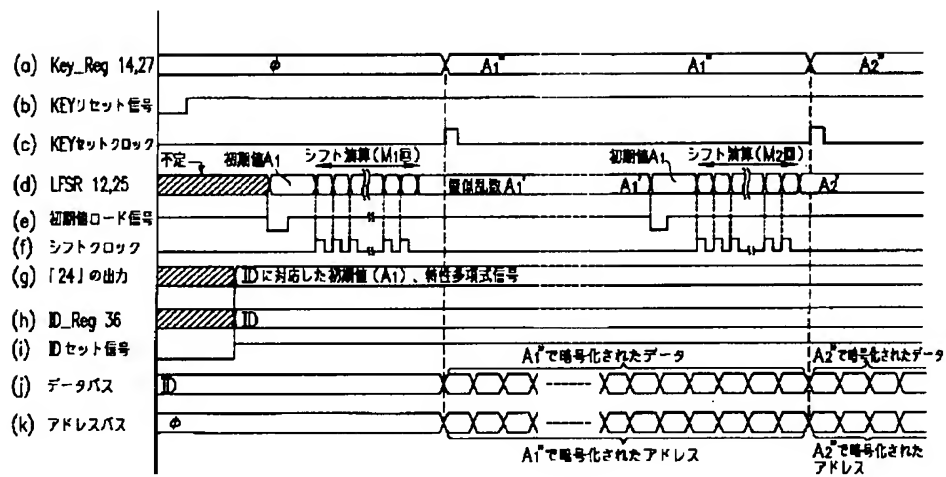 (a) Key_Reg 14,27 φ A1" A1" A2"
(b) KEYリセット信号
(c) KEYセットクロック
不定 初期値A1 シフト演算(M1回) 初期値A1 シフト演算(M2回)
(d) LFSR 12,25 疑似乱数A1' A1' A2'
(e) 初期値ロード信号
(f) シフトクロック
(g) 「24」の出力 IDに対応した初期値(A1)、特性多項式信号
(h) ID_Reg 36 ID
(i) IDセット信号
A1"で暗号化されたデータ A2"で暗号化されたデータ
(j) データバス ID
(k) アドレスバス φ
A1"で暗号化されたアドレス A2"で暗号化された
アドレス